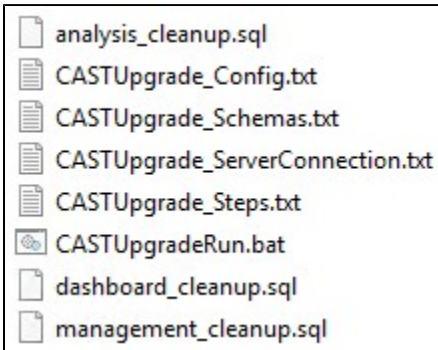 analysis_cleanup.sql
CASTUpgrade_Config.txt
CASTUpgrade_Schemas.txt
CASTUpgrade_ServerConnection.txt
CASTUpgrade_Steps.txt
CASTUpgradeRun.bat
dashboard_cleanup.sql
management_cleanup.sql